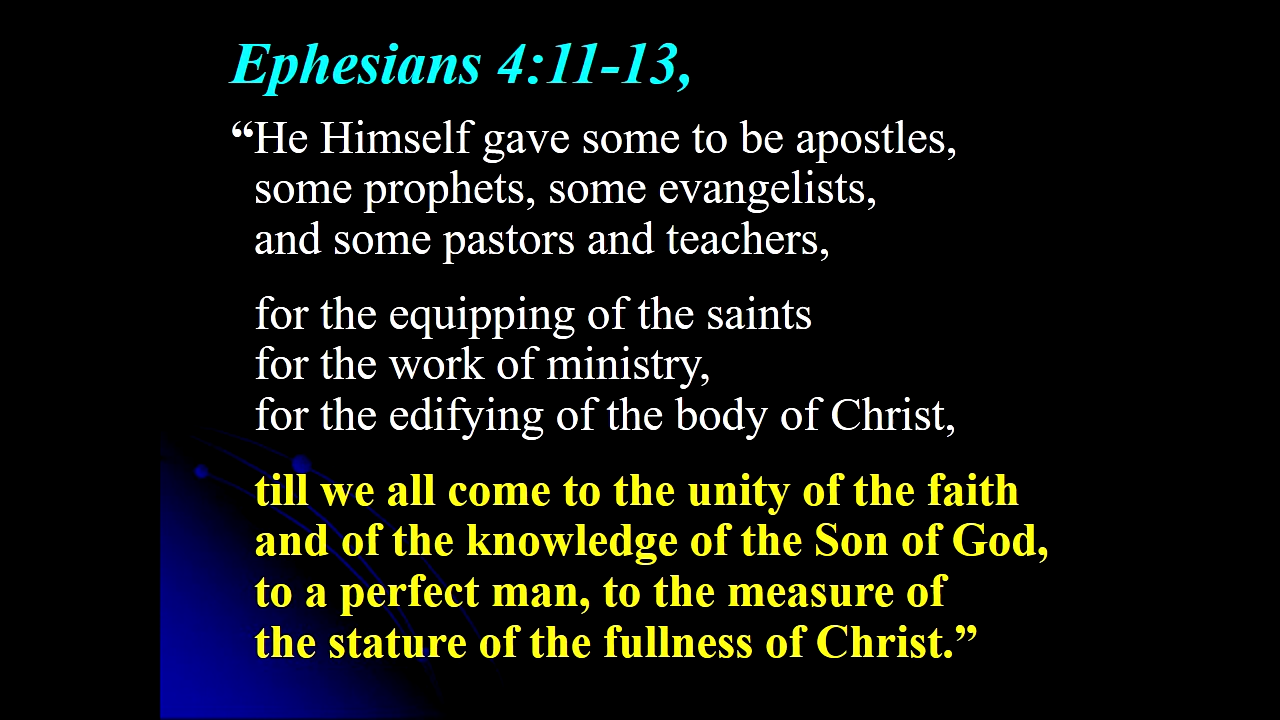 Ephesians 4:11-13,
“He Himself gave some to be apostles,
some prophets, some evangelists,
and some pastors and teachers,
for the equipping of the saints
for the work of ministry,
for the edifying of the body of Christ,
till we all come to the unity of the faith
and of the knowledge of the Son of God,
to a perfect man, to the measure of
the stature of the fullness of Christ.”